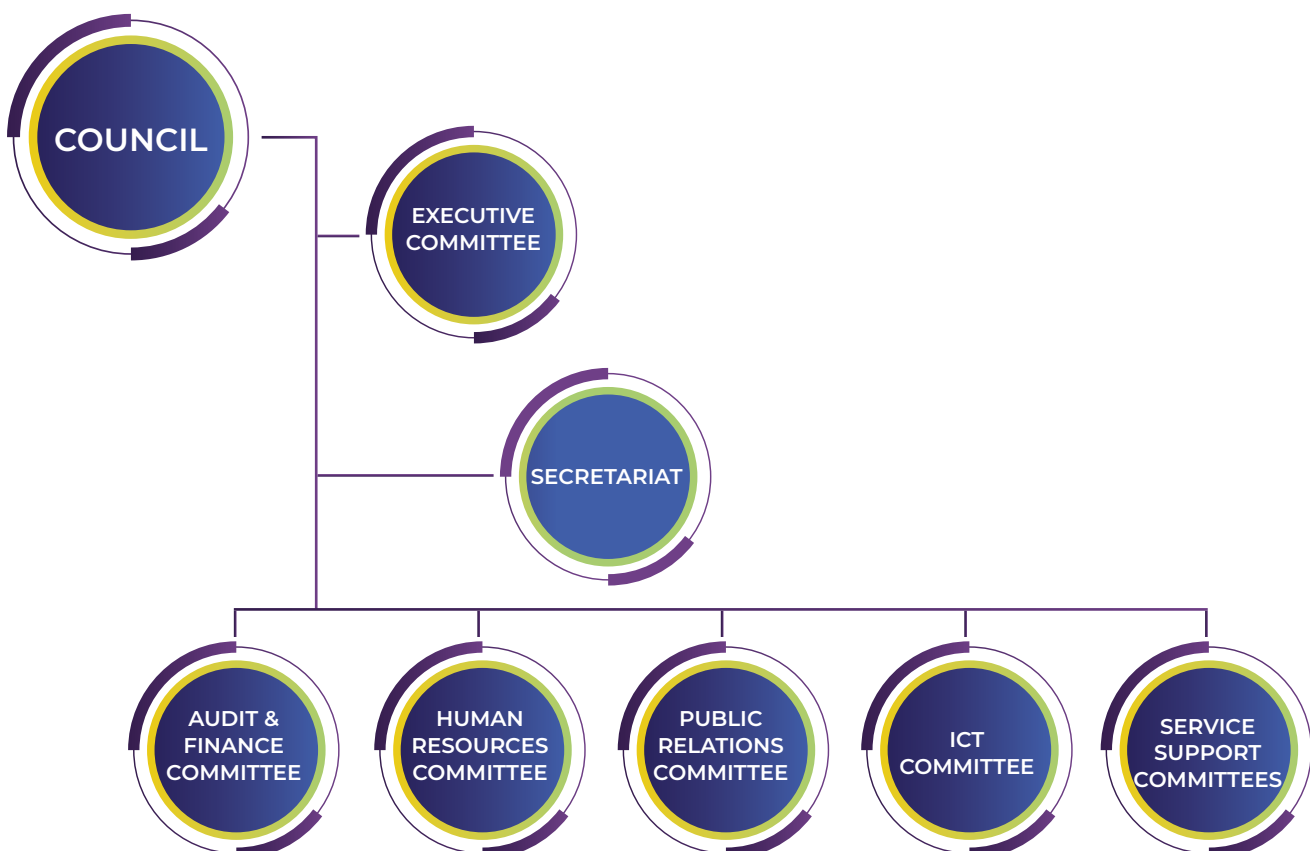 COUNCIL
EXECUTIVE
COMMITTEE
SECRETARIAT
AUDIT &
FINANCE
COMMITTEE
HUMAN
RESOURCES
COMMITTEE
PUBLIC
RELATIONS
COMMITTEE
ICT
COMMITTEE
SERVICE
SUPPORT
COMMITTEES